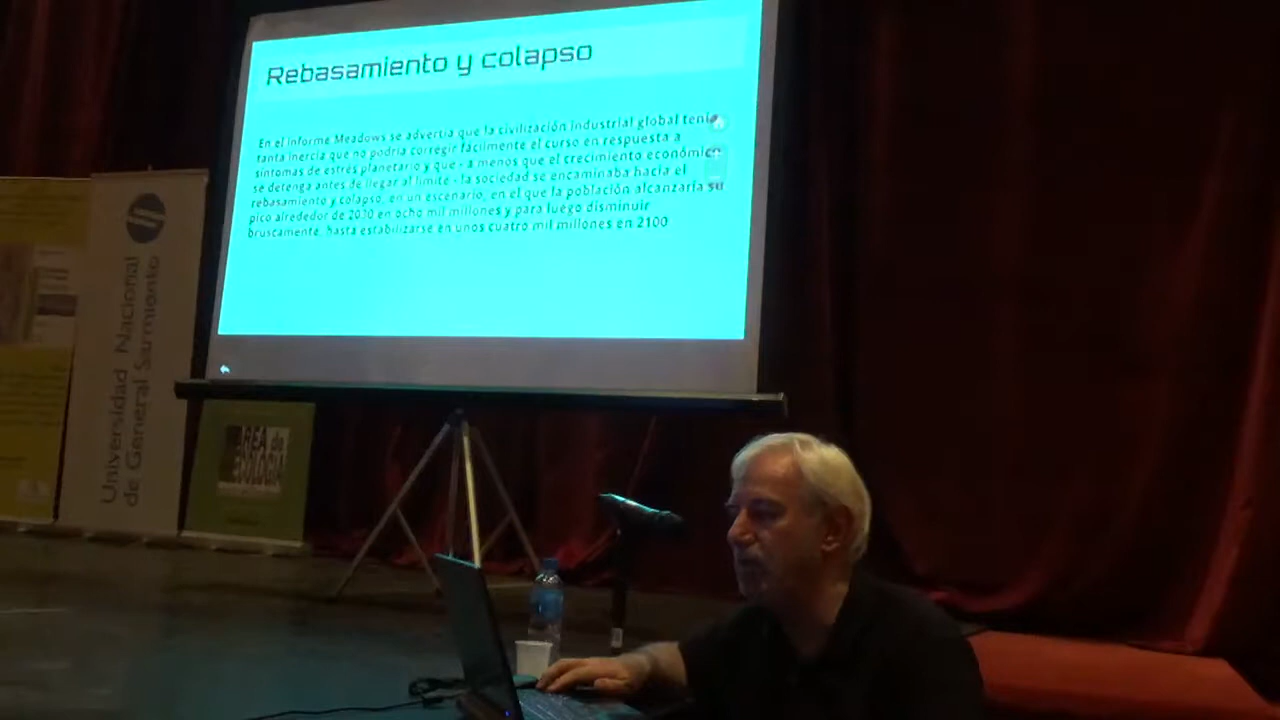 Rebasamiento y colapso
En el Informe Meadows se advertía que la civilización industrial global tenía
tanta inercia que no podría corregir fácilmente el curso en respuesta a
síntomas de estrés planetario y que - a menos que el crecimiento económico
se detenga antes de llegar al límite - la sociedad se encaminaba hacia el
rebasamiento y colapso, en un escenario, en el que la población alcanzaría su
pico alrededor de 2030 en ocho mil millones y para luego disminuir
bruscamente, hasta estabilizarse en unos cuatro mil millones en 2100
Universidad Nacional
de General Sarmiento
AREA de
ECOLOGIA